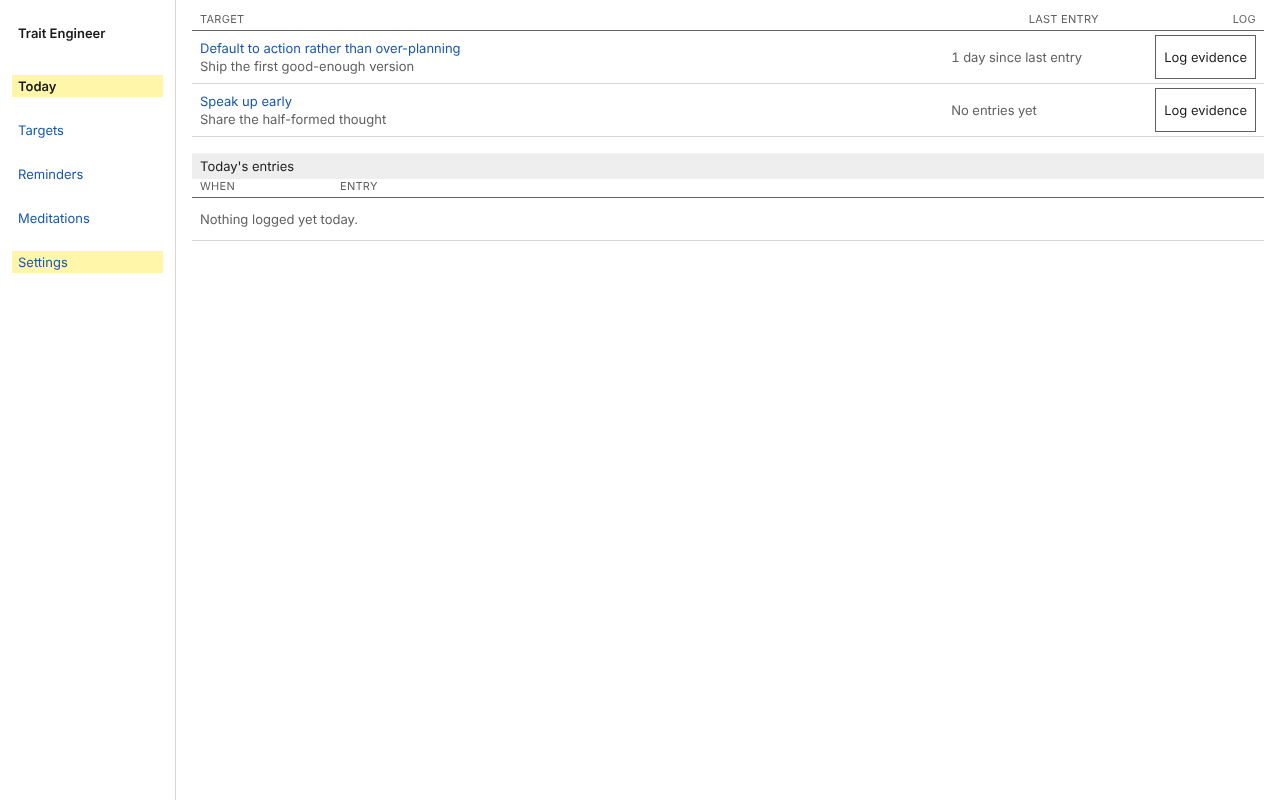 Trait Engineer
Today
Targets
Reminders
Meditations
Settings
TARGET LAST ENTRY LOG
Default to action rather than over-planning
Ship the first good-enough version
1 day since last entry
Log evidence
Speak up early
Share the half-formed thought
No entries yet
Log evidence
Today's entries
WHEN ENTRY
Nothing logged yet today.